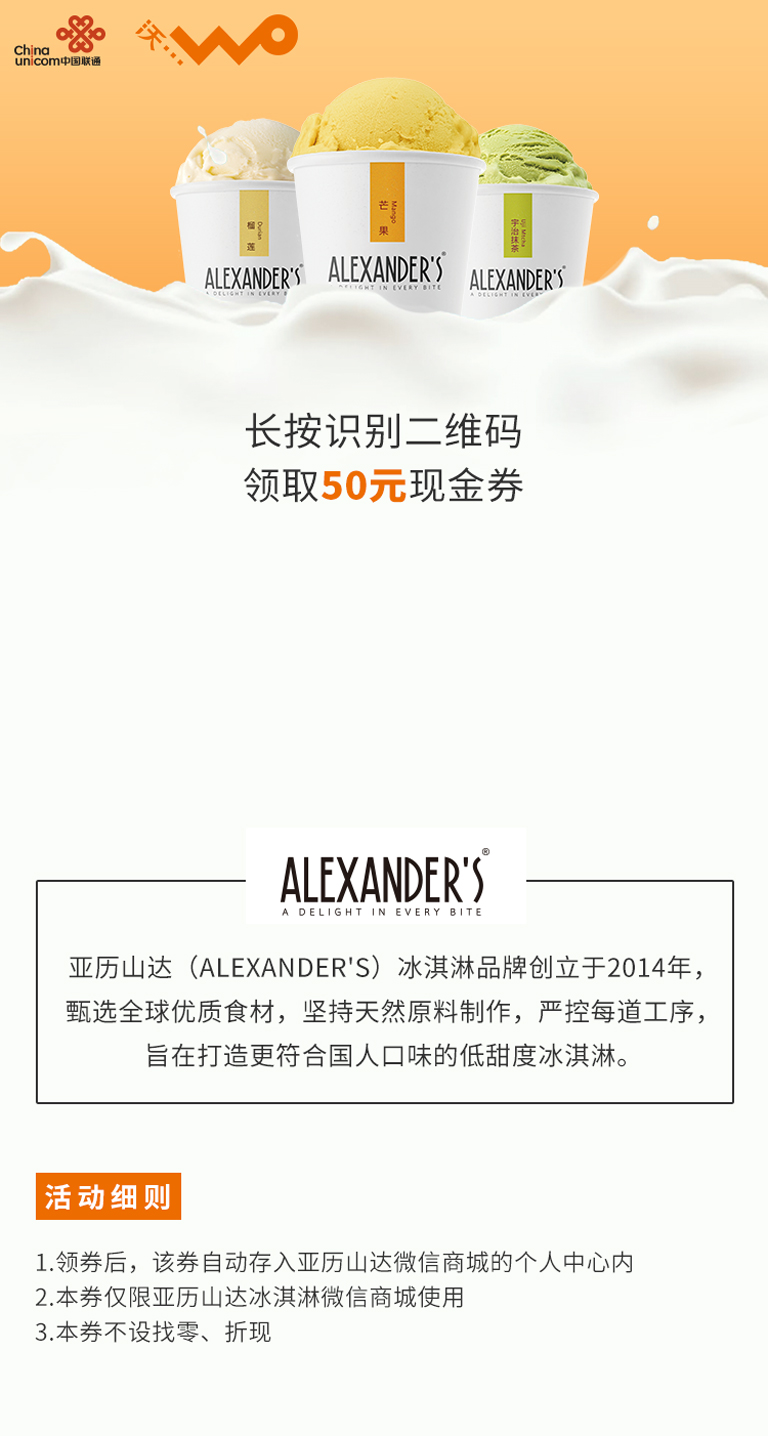 China
unicom中国联通
沃
榴莲
Durian
ALEXANDER'S®
A DELIGHT IN EVERY B
芒果
Mango
ALEXANDER'S®
DELIGHT IN EVERY BITE
宇治抹茶
Uji Matcha
ALEXANDER'S®
A DELIGHT IN EVERY BIT
长按识别二维码
领取50元现金券
ALEXANDER'S®
A DELIGHT IN EVERY BITE
亚历山达（ALEXANDER'S）冰淇淋品牌创立于2014年，
甄选全球优质食材，坚持天然原料制作，严控每道工序，
旨在打造更符合国人口味的低甜度冰淇淋。
活动细则
1.领券后，该券自动存入亚历山达微信商城的个人中心内
2.本券仅限亚历山达冰淇淋微信商城使用
3.本券不设找零、折现